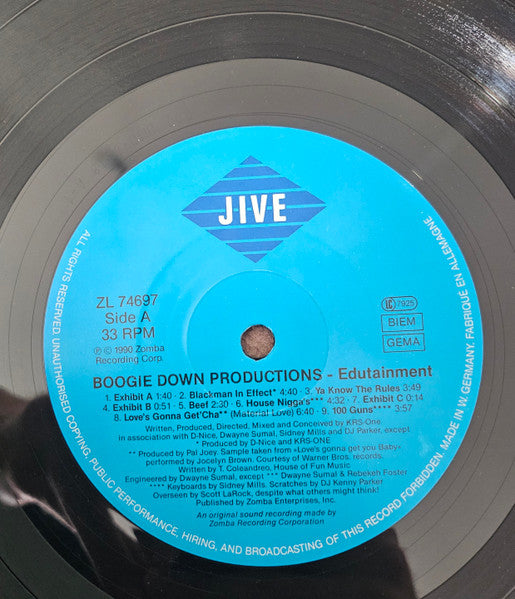 JIVE
ZL 74697
Side A
33 RPM
℗ © 1990 Zomba
Recording Corp.
LC 7925
BIEM
GEMA
BOOGIE DOWN PRODUCTIONS - Edutainment
1. Exhibit A 1:40 · 2. Blackman In Effect* 4:40 · 3. Ya Know The Rules 3:49
4. Exhibit B 0:51 · 5. Beef 2:30 · 6. House Nigga's*** 4:32 · 7. Exhibit C 0:14
8. Love's Gonna Get'Cha** (Material Love) 6:40 · 9. 100 Guns**** 3:57
Written, Produced, Directed, Mixed and Conceived by KRS-One.
In association with D-Nice, Dwayne Sumal, Sidney Mills and DJ Parker, except
* Produced by D-Nice and KRS-ONE
** Produced by Pal Joey. Sample taken from «Love's gonna get you Baby»
performed by Jocelyn Brown. Courtesy of Warner Bros. records.
Written by T. Coleandreo, House of Fun Music
Engineered by Dwayne Sumal, except *** Dwayne Sumal & Rebekeh Foster
**** Keyboards by Sidney Mills. Scratches by DJ Kenny Parker
Overseen by Scott LaRock, despite what others might think!
Published by Zomba Enterprises, Inc.
An original sound recording made by
Zomba Recording Corporation
ALL RIGHTS RESERVED. UNAUTHORISED COPYING, PUBLIC PERFORMANCE, HIRING, AND BROADCASTING OF THIS RECORD FORBIDDEN. MADE IN W. GERMANY. FABRIQUÉ EN ALLEMAGNE.